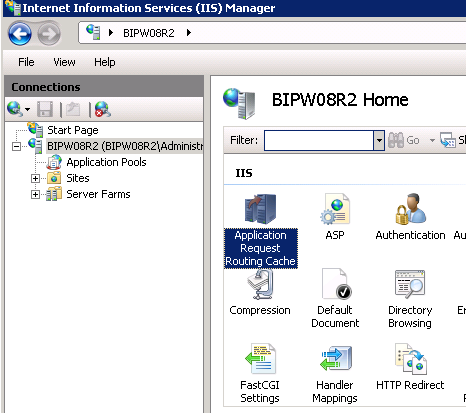 Internet Information Services (IIS) Manager
BIPW08R2
File View Help
Connections
Start Page
BIPW08R2 (BIPW08R2\Administr
Application Pools
Sites
Server Farms
BIPW08R2 Home
Filter: Go
IIS
Application Request Routing Cache
ASP
Authentication
Au
Compression
Default Document
Directory Browsing
Er
FastCGI Settings
Handler Mappings
HTTP Redirect